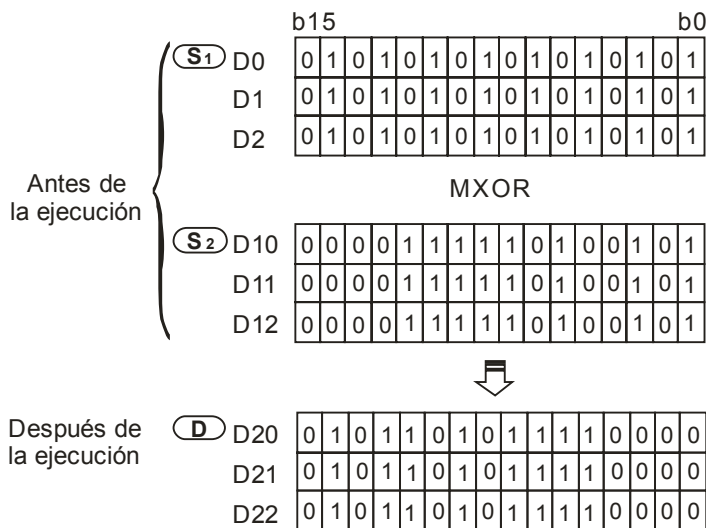 b15 b0
S1 D0 0 1 0 1 0 1 0 1 0 1 0 1 0 1 0 1
D1 0 1 0 1 0 1 0 1 0 1 0 1 0 1 0 1
D2 0 1 0 1 0 1 0 1 0 1 0 1 0 1 0 1
Antes de
la ejecución
MXOR
S2 D10 0 0 0 0 1 1 1 1 1 0 1 0 0 1 0 1
D11 0 0 0 0 1 1 1 1 1 0 1 0 0 1 0 1
D12 0 0 0 0 1 1 1 1 1 0 1 0 0 1 0 1
Después de
la ejecución
D D20 0 1 0 1 1 0 1 0 1 1 1 1 0 0 0 0
D21 0 1 0 1 1 0 1 0 1 1 1 1 0 0 0 0
D22 0 1 0 1 1 0 1 0 1 1 1 1 0 0 0 0